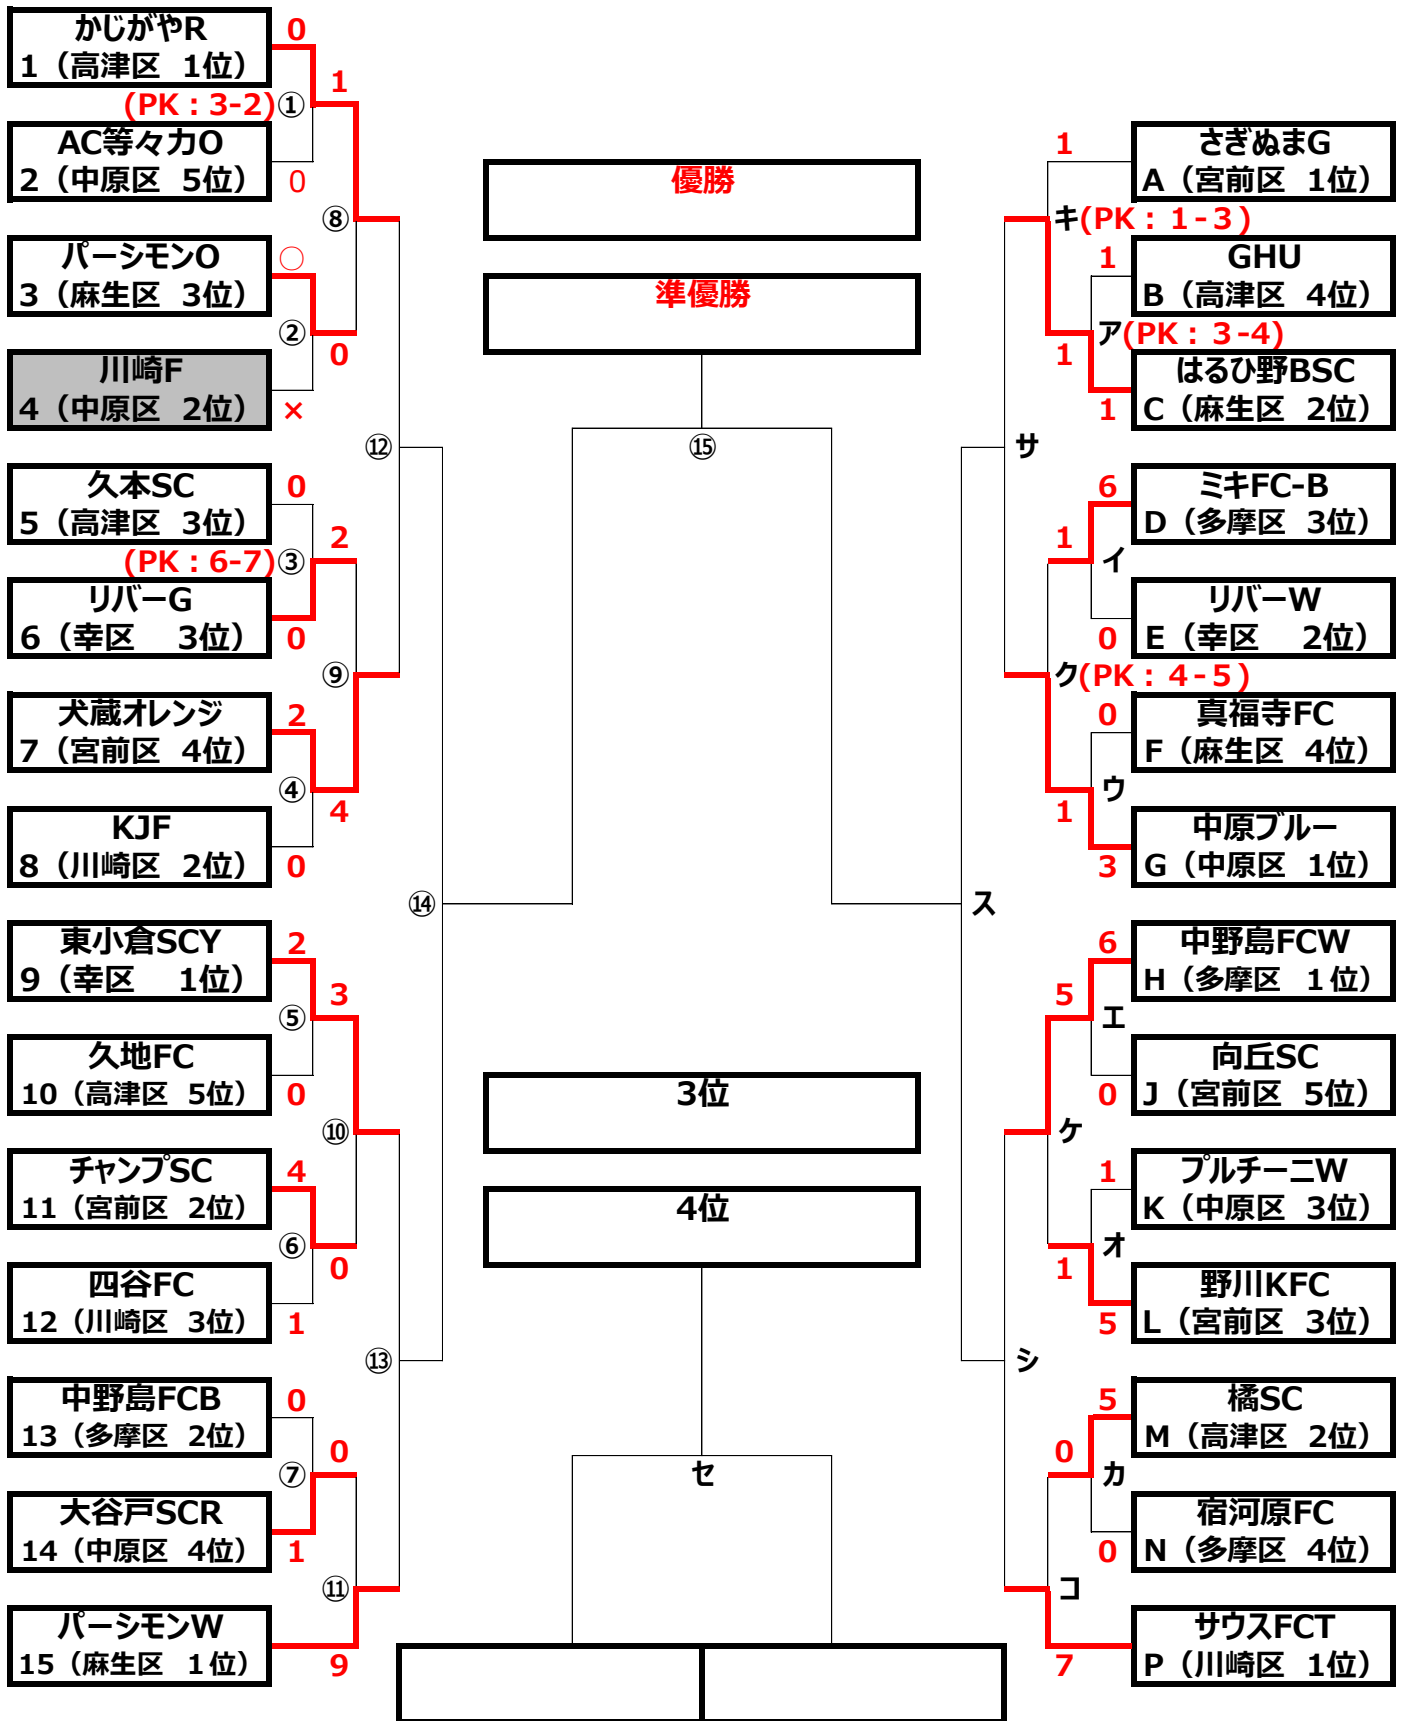 かじがやR
1（高津区 1位）
0
1
(PK：3-2)
①
AC等々力O
2（中原区 5位）
0
⑧
パーシモンO
3（麻生区 3位）
○
②
0
川崎F
4（中原区 2位）
×
⑫
久本SC
5（高津区 3位）
0
2
(PK：6-7)
③
リバーG
6（幸区 3位）
0
⑨
犬蔵オレンジ
7（宮前区 4位）
2
④
4
KJF
8（川崎区 2位）
0
⑭
東小倉SCY
9（幸区 1位）
2
3
⑤
久地FC
10（高津区 5位）
0
⑩
チャンプSC
11（宮前区 2位）
4
⑥
0
四谷FC
12（川崎区 3位）
1
⑬
中野島FCB
13（多摩区 2位）
0
0
⑦
大谷戸SCR
14（中原区 4位）
1
⑪
パーシモンW
15（麻生区 １位）
9
優勝
準優勝
⑮
3位
4位
セ
1
さぎぬまG
A（宮前区 1位）
キ(PK：１-３)
1
GHU
B（高津区 4位）
ア(PK：３-4)
1
はるひ野BSC
C（麻生区 2位）
1
サ
6
ミキFC-B
D（多摩区 3位）
1
イ
リバーW
E（幸区 2位）
0
ク(PK：４-５)
0
真福寺FC
F（麻生区 4位）
ウ
1
中原ブルー
G（中原区 1位）
3
ス
6
中野島FCW
H（多摩区 １位）
5
エ
向丘SC
J（宮前区 5位）
0
ケ
1
プルチーニW
K（中原区 3位）
オ
1
野川KFC
L（宮前区 3位）
5
シ
5
橘SC
M（高津区 2位）
0
カ
宿河原FC
N（多摩区 4位）
0
コ
サウスFCT
P（川崎区 1位）
7